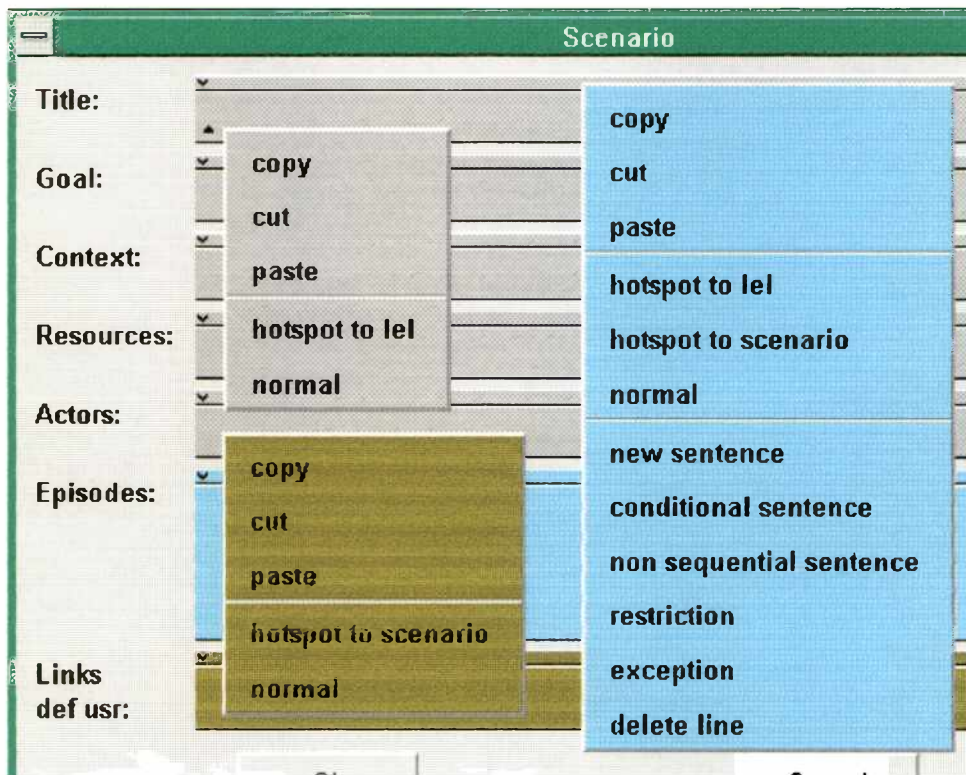 Scenario
Title:
Goal:
Context:
Resources:
Actors:
Episodes:
Links
def usr:
copy
cut
paste
hotspot to lel
normal
copy
cut
paste
hotspot to scenario
normal
copy
cut
paste
hotspot to lel
hotspot to scenario
normal
new sentence
conditional sentence
non sequential sentence
restriction
exception
delete line